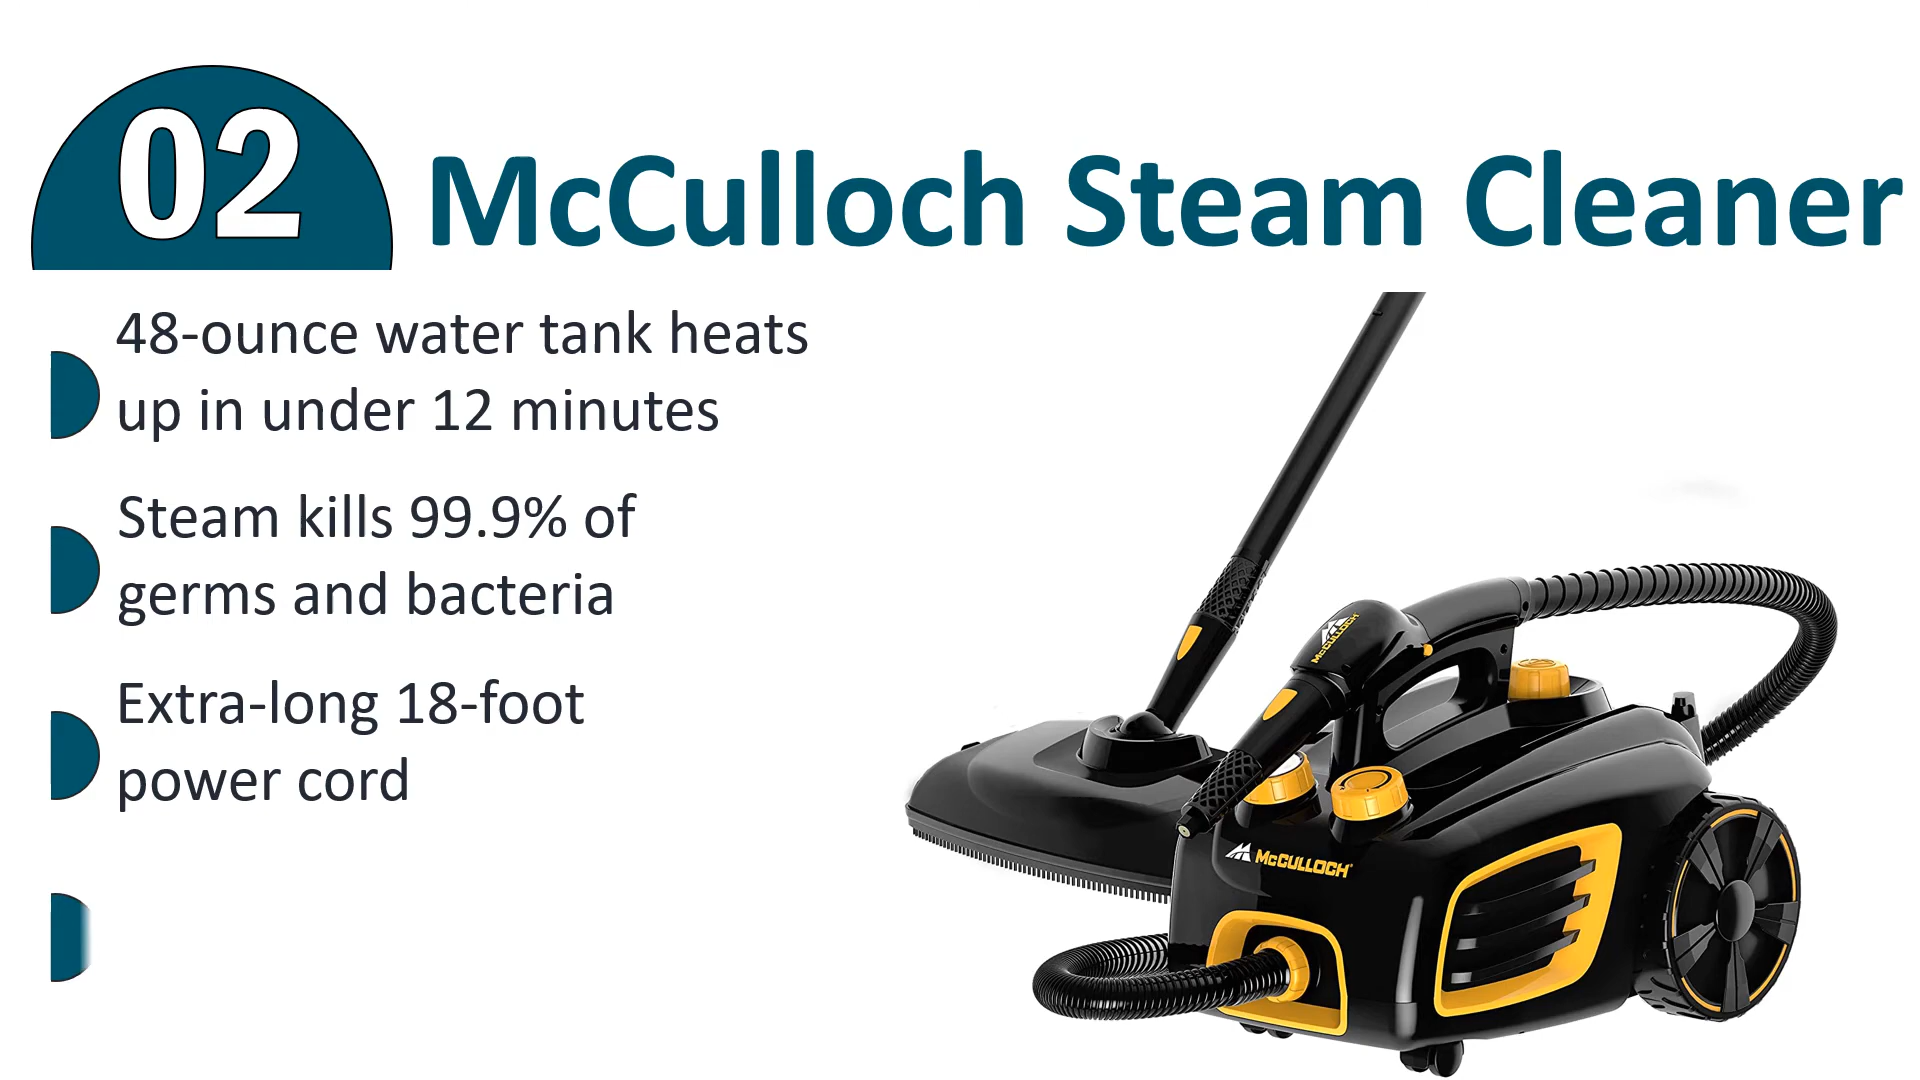 02
McCulloch Steam Cleaner
48-ounce water tank heats
up in under 12 minutes
Steam kills 99.9% of
germs and bacteria
Extra-long 18-foot
power cord
McCULLOCH
McCULLOCH